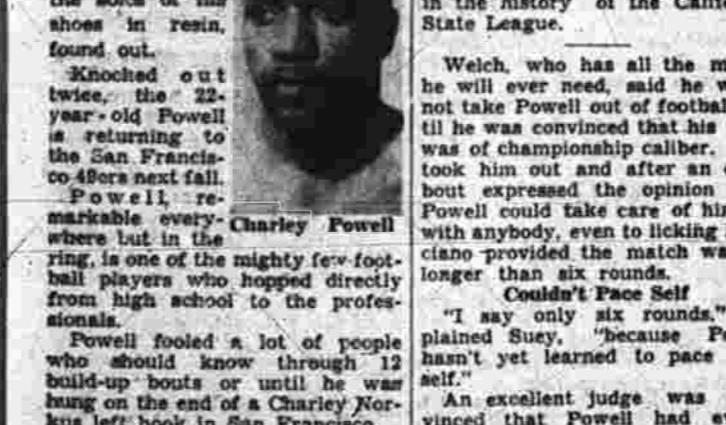 the soles of his
shoes in resin,
found out.
Knocked out
twice, the 22-
year-old Powell
is returning to
the San Francis-
co 49ers next fall.
Powell, re-
markable every-
where but in the
ring, is one of the mighty few foot-
ball players who hopped directly
from high school to the profes-
sionals.
Powell fooled a lot of people
who should know through 12
build-up bouts or until he was
hung on the end of a Charley Nor-
kus left hook in San Francisco
Charley Powell
in the history of the
State League.
Welch, who has all the
he will ever need, said he
not take Powell out of
til he was convinced that his
was of championship caliber.
took him out and after an
bout expressed the opinion
Powell could take care of
with anybody, even to licking
ciano provided the match
longer than six rounds.
Couldn't Pace Self
"I say only six rounds,
plained Suey, "because
hasn't yet learned to pace
self."
An excellent judge was
vinced that Powell had